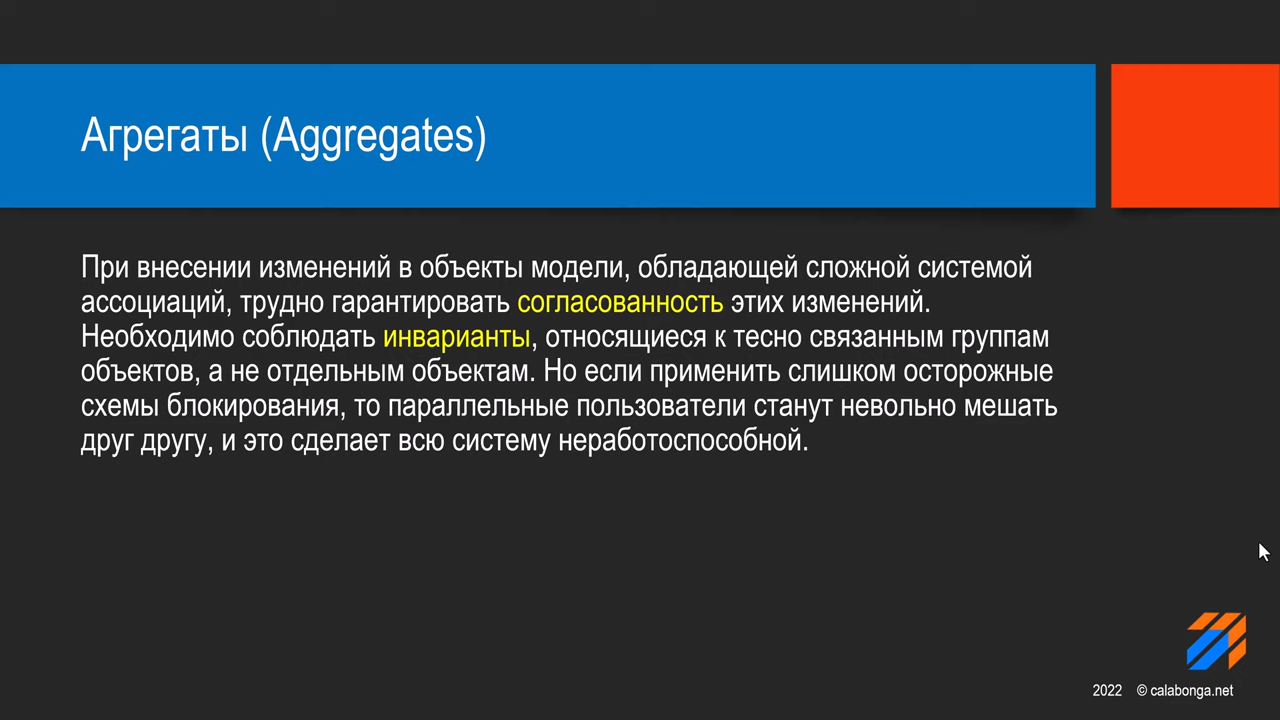 Агрегаты (Aggregates)
При внесении изменений в объекты модели, обладающей сложной системой
ассоциаций, трудно гарантировать согласованность этих изменений.
Необходимо соблюдать инварианты, относящиеся к тесно связанным группам
объектов, а не отдельным объектам. Но если применить слишком осторожные
схемы блокирования, то параллельные пользователи станут невольно мешать
друг другу, и это сделает всю систему неработоспособной.
2022 © calabonga.net